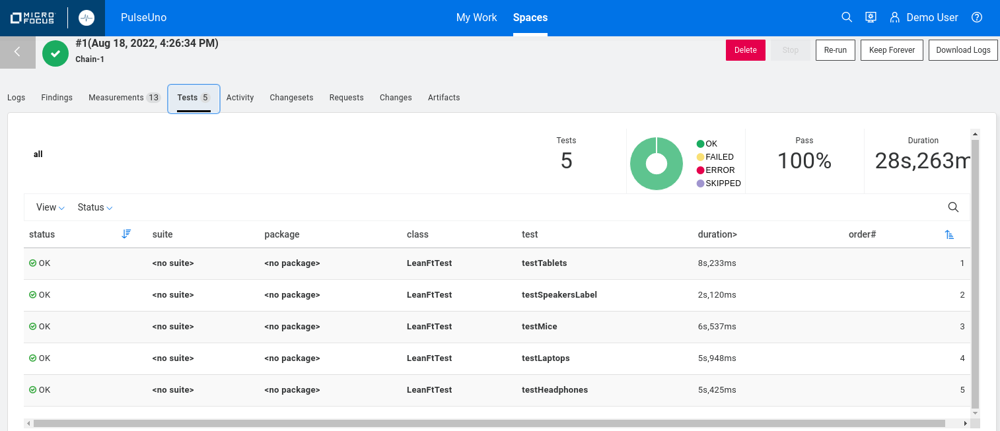 MICRO FOCUS PulseUno My Work Spaces Demo User
#1(Aug 18, 2022, 4:26:34 PM)
Chain-1
Delete Stop Re-run Keep Forever Download Logs
Logs Findings Measurements 13 Tests 5 Activity Changesets Requests Changes Artifacts
all
Tests
5
OK
FAILED
ERROR
SKIPPED
Pass
100%
Duration
28s,263m
View Status
status suite package class test duration> order#
OK <no suite> <no package> LeanFtTest testTablets 8s,233ms 1
OK <no suite> <no package> LeanFtTest testSpeakersLabel 2s,120ms 2
OK <no suite> <no package> LeanFtTest testMice 6s,537ms 3
OK <no suite> <no package> LeanFtTest testLaptops 5s,948ms 4
OK <no suite> <no package> LeanFtTest testHeadphones 5s,425ms 5